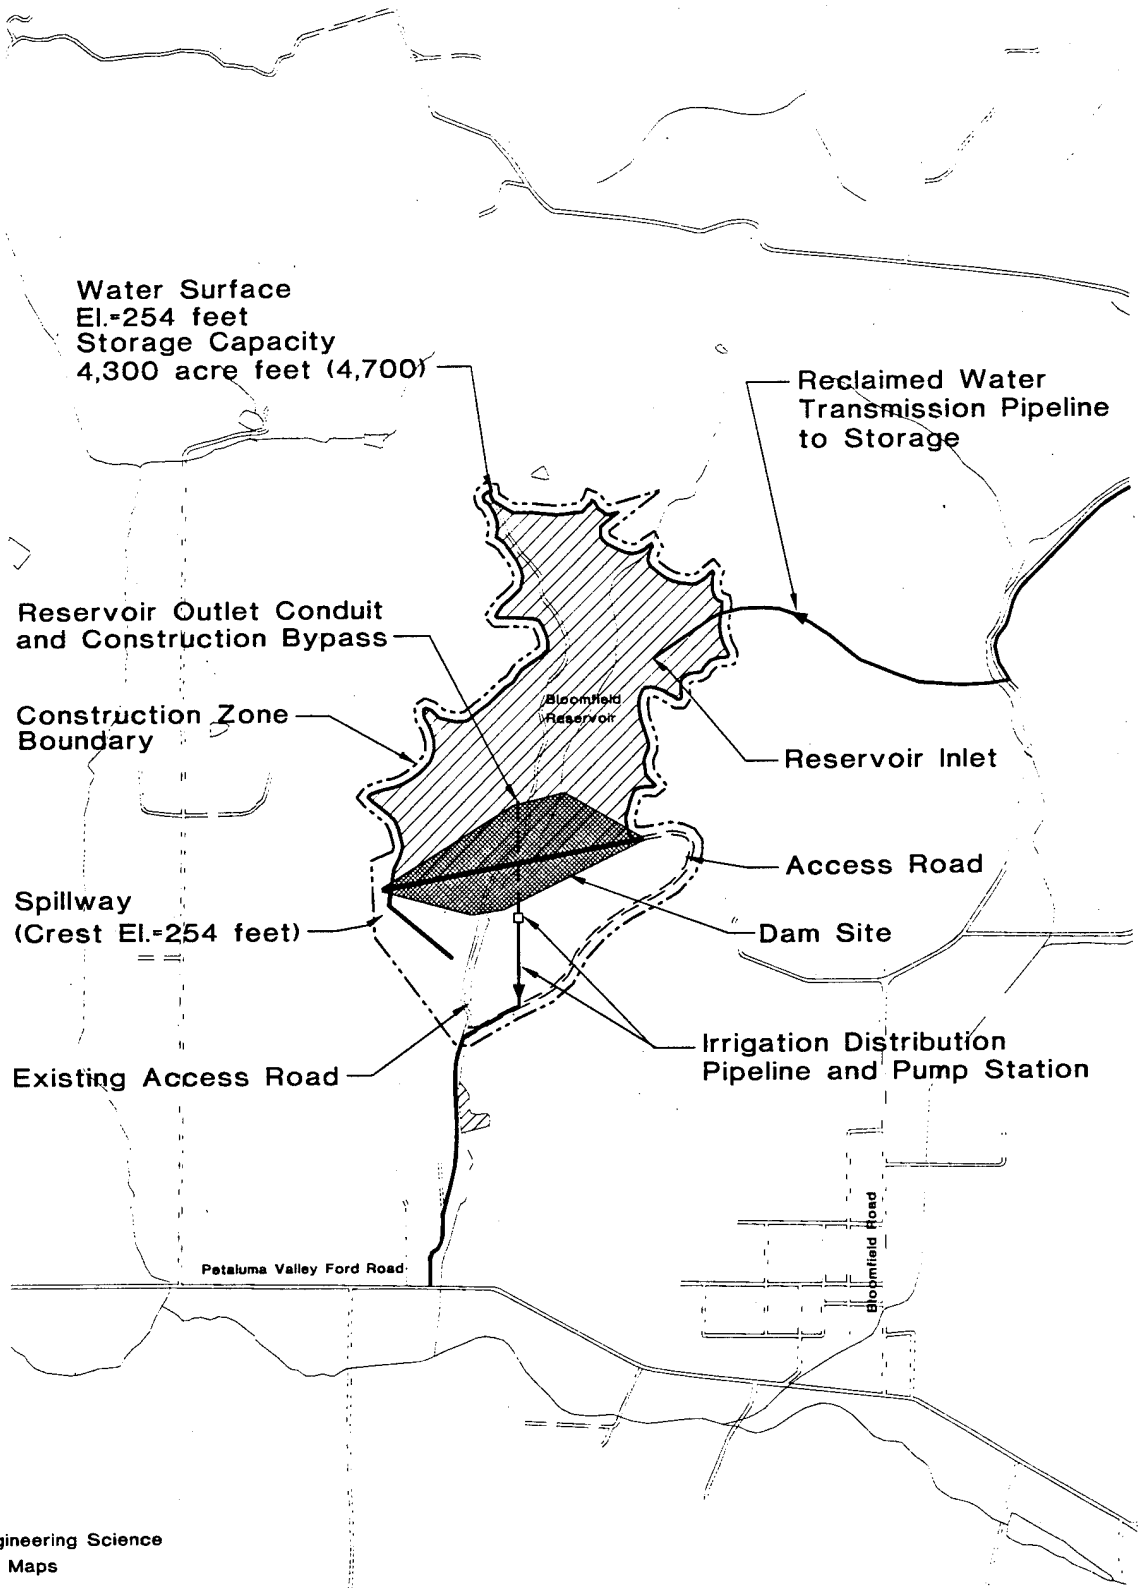 Water Surface
El.=254 feet
Storage Capacity
4,300 acre feet (4,700)
Reclaimed Water
Transmission Pipeline
to Storage
Reservoir Outlet Conduit
and Construction Bypass
Bloomfield
Reservoir
Construction Zone
Boundary
Reservoir Inlet
Access Road
Spillway
(Crest El.=254 feet)
Dam Site
Irrigation Distribution
Pipeline and Pump Station
Existing Access Road
Bloomfield Road
Petaluma Valley Ford Road
gineering Science
Maps